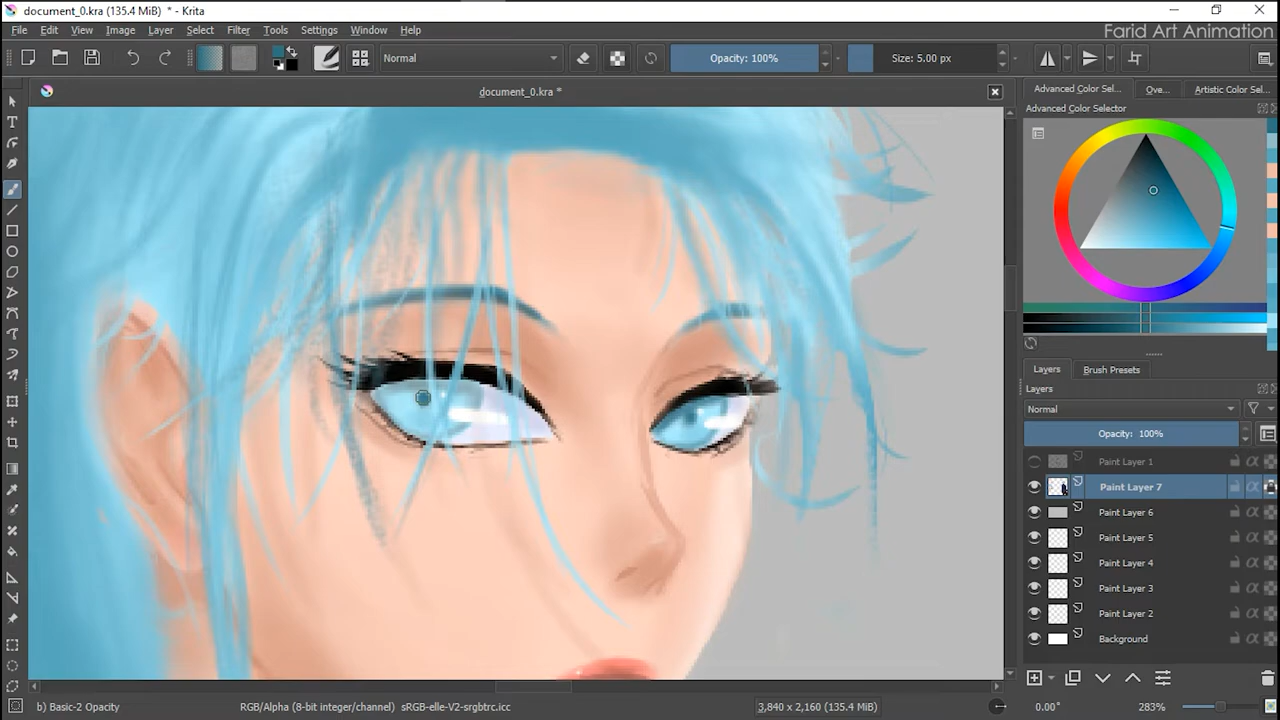 document_0.kra (135.4 MiB) * - Krita
File Edit View Image Layer Select Filter Tools Settings Window Help
Farid Art Animation
Normal
Opacity: 100%
Size: 5.00 px
document_0.kra *
Advanced Color Sel...
Ove...
Artistic Color Sel...
Advanced Color Selector
Layers
Brush Presets
Layers
Normal
Opacity: 100%
Paint Layer 1
Paint Layer 7
Paint Layer 6
Paint Layer 5
Paint Layer 4
Paint Layer 3
Paint Layer 2
Background
b) Basic-2 Opacity
RGB/Alpha (8-bit integer/channel) sRGB-elle-V2-srgbtrc.icc
3,840 x 2,160 (135.4 MiB)
0.00°
283%